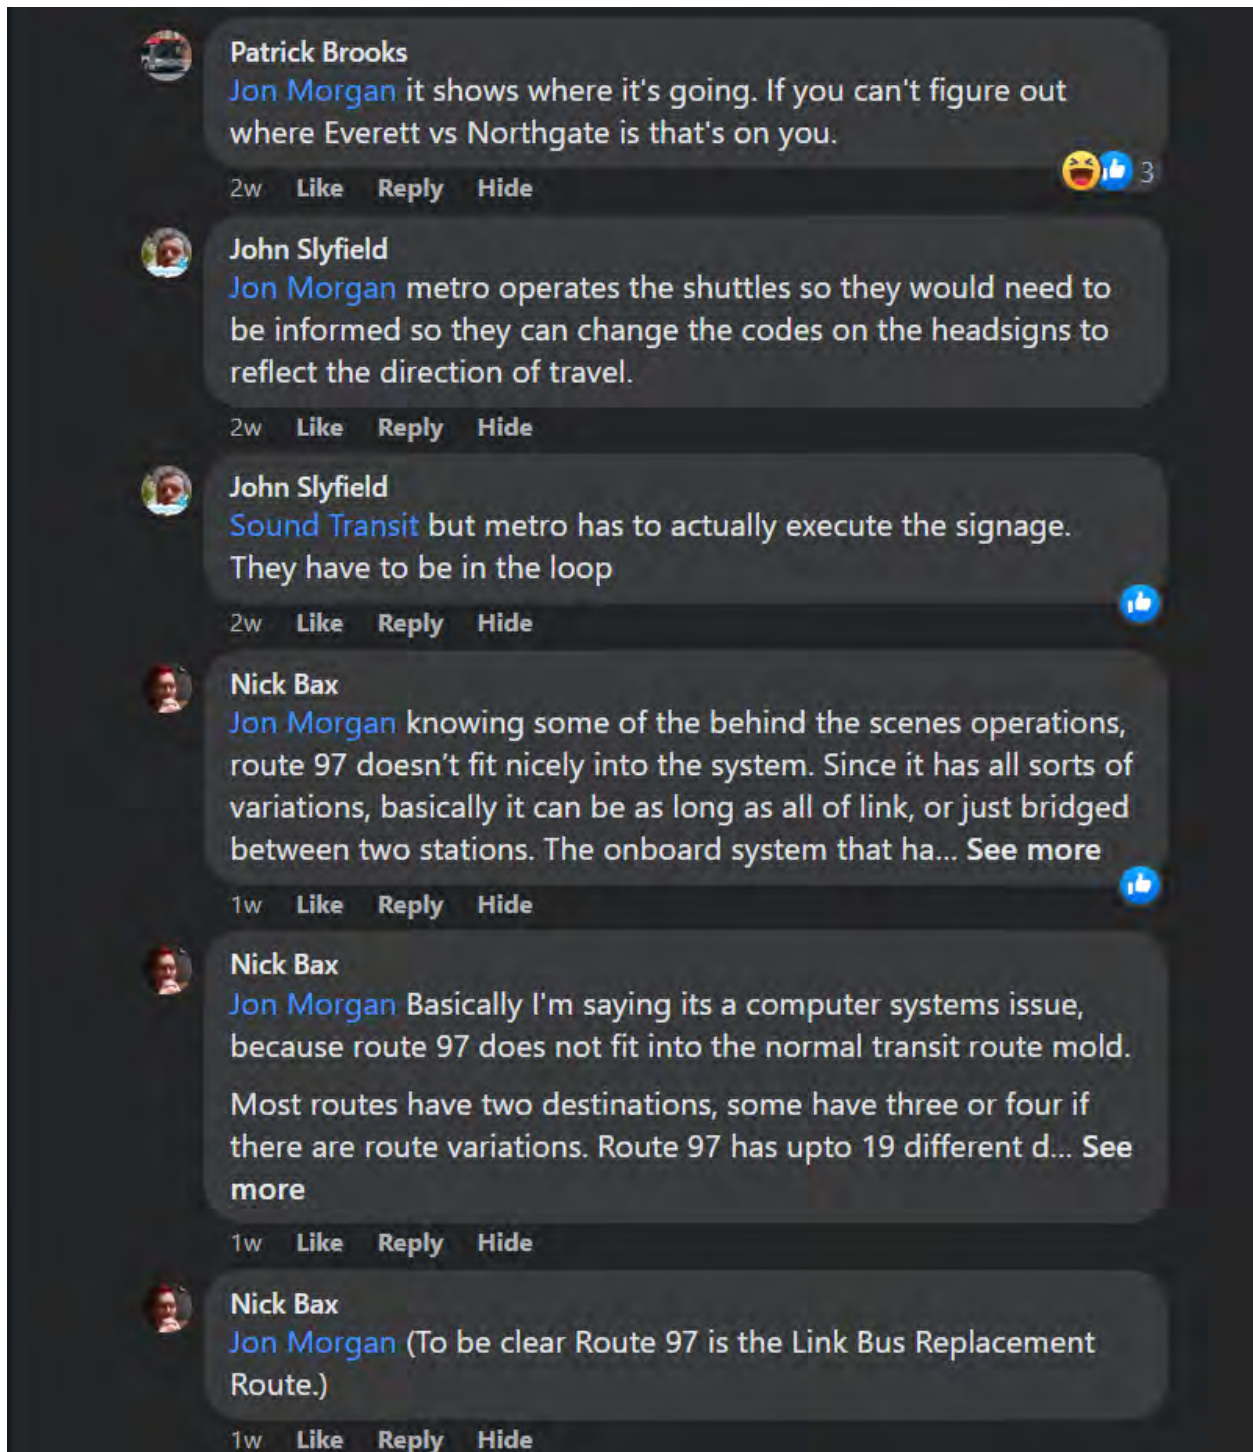 Patrick Brooks
Jon Morgan it shows where it's going. If you can't figure out
where Everett vs Northgate is that's on you.
3
2w Like Reply Hide
John Slyfield
Jon Morgan metro operates the shuttles so they would need to
be informed so they can change the codes on the headsigns to
reflect the direction of travel.
2w Like Reply Hide
John Slyfield
Sound Transit but metro has to actually execute the signage.
They have to be in the loop
2w Like Reply Hide
Nick Bax
Jon Morgan knowing some of the behind the scenes operations,
route 97 doesn't fit nicely into the system. Since it has all sorts of
variations, basically it can be as long as all of link, or just bridged
between two stations. The onboard system that ha... See more
1w Like Reply Hide
Nick Bax
Jon Morgan Basically I'm saying its a computer systems issue,
because route 97 does not fit into the normal transit route mold.
Most routes have two destinations, some have three or four if
there are route variations. Route 97 has upto 19 different d... See
more
1w Like Reply Hide
Nick Bax
Jon Morgan (To be clear Route 97 is the Link Bus Replacement
Route.)
1w Like Reply Hide